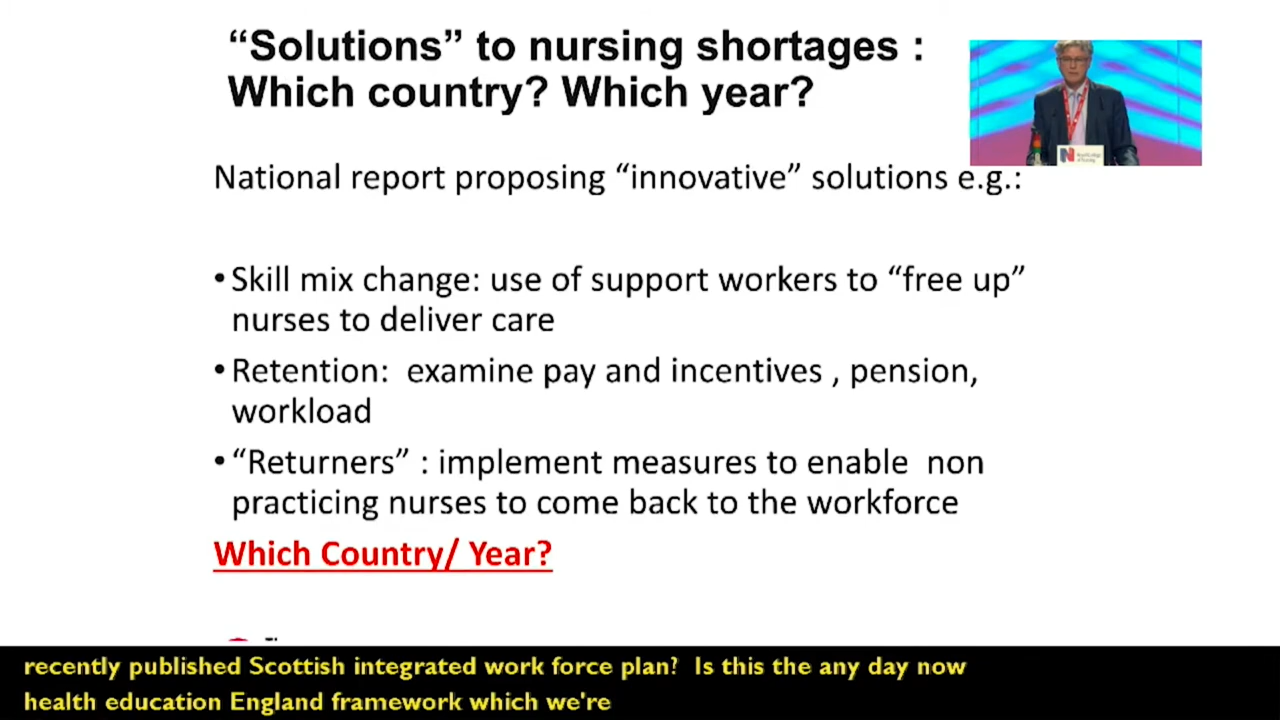 “Solutions” to nursing shortages :
Which country? Which year?
National report proposing “innovative” solutions e.g.:
•Skill mix change: use of support workers to “free up”
nurses to deliver care
•Retention: examine pay and incentives , pension,
workload
•“Returners” : implement measures to enable non
practicing nurses to come back to the workforce
Which Country/ Year?
recently published Scottish integrated work force plan? Is this the any day now
health education England framework which we're